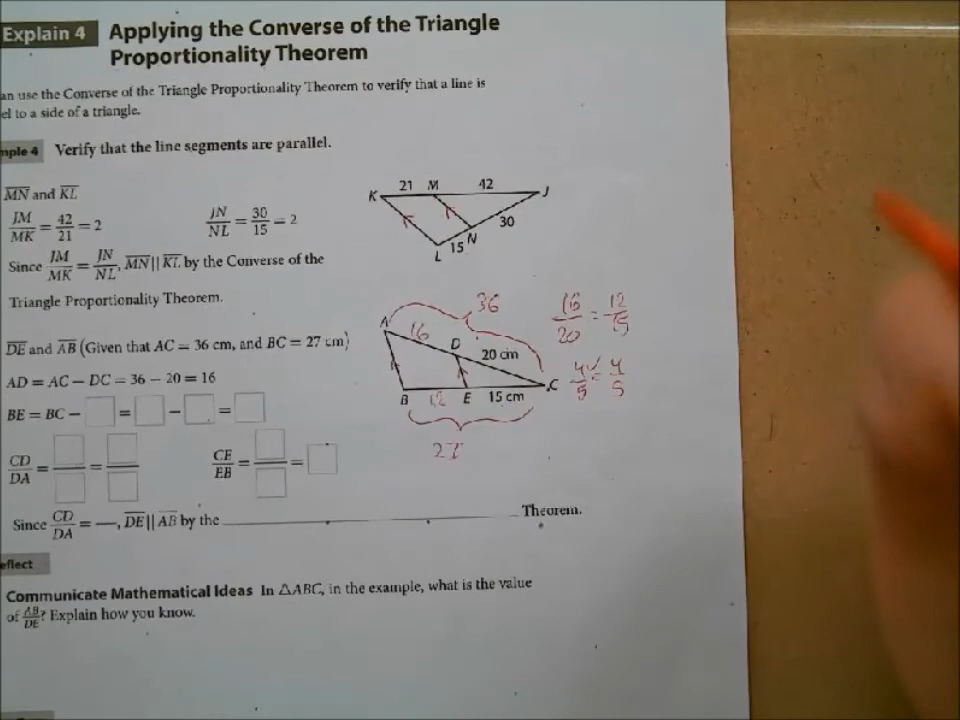 Explain 4 Applying the Converse of the Triangle
Proportionality Theorem
an use the Converse of the Triangle Proportionality Theorem to verify that a line is
el to a side of a triangle.
mple 4 Verify that the line segments are parallel.
MN and KL
JM/MK = 42/21 = 2 JN/NL = 30/15 = 2
Since JM/MK = JN/NL, MN || KL by the Converse of the
Triangle Proportionality Theorem.
K 21 M 42 J
30
15 N
L
DE and AB (Given that AC = 36 cm, and BC = 27 cm)
AD = AC − DC = 36 − 20 = 16
BE = BC − □ = □ − □ = □
CD/DA = □/□ = □/□ CE/EB = □/□ = □
Since CD/DA = —, DE || AB by the ______ Theorem.
36
A 16 D 20 cm
B 12 E 15 cm C
27
16/20 = 12/15
4/5 = 4/5
eflect
Communicate Mathematical Ideas In △ABC, in the example, what is the value
of AB/DE? Explain how you know.